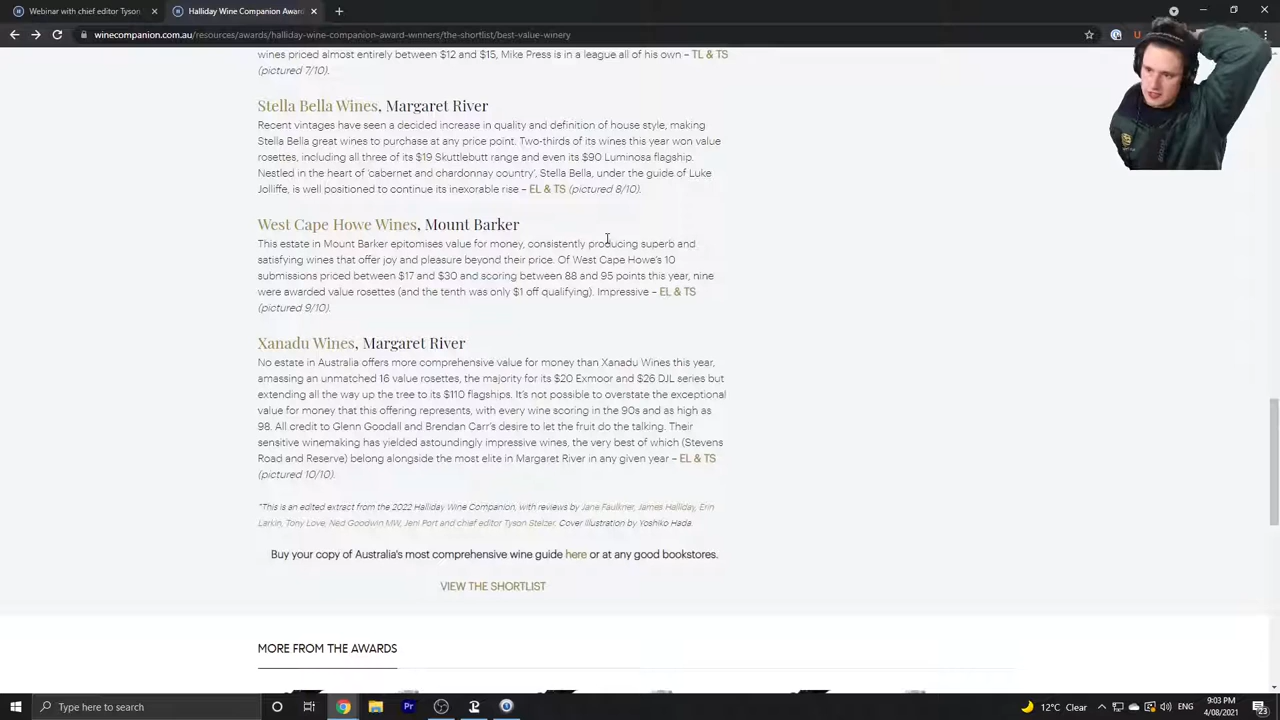 Webinar with chief editor Tyson
Halliday Wine Companion Award
winecompanion.com.au/resources/awards/halliday-wine-companion-award-winners/the-shortlist/best-value-winery
wines priced almost entirely between $12 and $15, Mike Press is in a league all of his own – TL & TS
(pictured 7/10).
Stella Bella Wines, Margaret River
Recent vintages have seen a decided increase in quality and definition of house style, making
Stella Bella great wines to purchase at any price point. Two-thirds of its wines this year won value
rosettes, including all three of its $19 Skuttlebutt range and even its $90 Luminosa flagship.
Nestled in the heart of 'cabernet and chardonnay country', Stella Bella, under the guide of Luke
Jolliffe, is well positioned to continue its inexorable rise – EL & TS (pictured 8/10).
West Cape Howe Wines, Mount Barker
This estate in Mount Barker epitomises value for money, consistently producing superb and
satisfying wines that offer joy and pleasure beyond their price. Of West Cape Howe's 10
submissions priced between $17 and $30 and scoring between 88 and 95 points this year, nine
were awarded value rosettes (and the tenth was only $1 off qualifying). Impressive – EL & TS
(pictured 9/10).
Xanadu Wines, Margaret River
No estate in Australia offers more comprehensive value for money than Xanadu Wines this year,
amassing an unmatched 16 value rosettes, the majority for its $20 Exmoor and $26 DJL series but
extending all the way up the tree to its $110 flagships. It's not possible to overstate the exceptional
value for money that this offering represents, with every wine scoring in the 90s and as high as
98. All credit to Glenn Goodall and Brendan Carr's desire to let the fruit do the talking. Their
sensitive winemaking has yielded astoundingly impressive wines, the very best of which (Stevens
Road and Reserve) belong alongside the most elite in Margaret River in any given year – EL & TS
(pictured 10/10).
*This is an edited extract from the 2022 Halliday Wine Companion, with reviews by Jane Faulkner, James Halliday, Erin
Larkin, Tony Love, Ned Goodwin MW, Jeni Port and chief editor Tyson Stelzer. Cover illustration by Yoshiko Hada.
Buy your copy of Australia's most comprehensive wine guide here or at any good bookstores.
VIEW THE SHORTLIST
MORE FROM THE AWARDS
Type here to search
Pr
12°C Clear
9:03 PM
4/08/2021
23